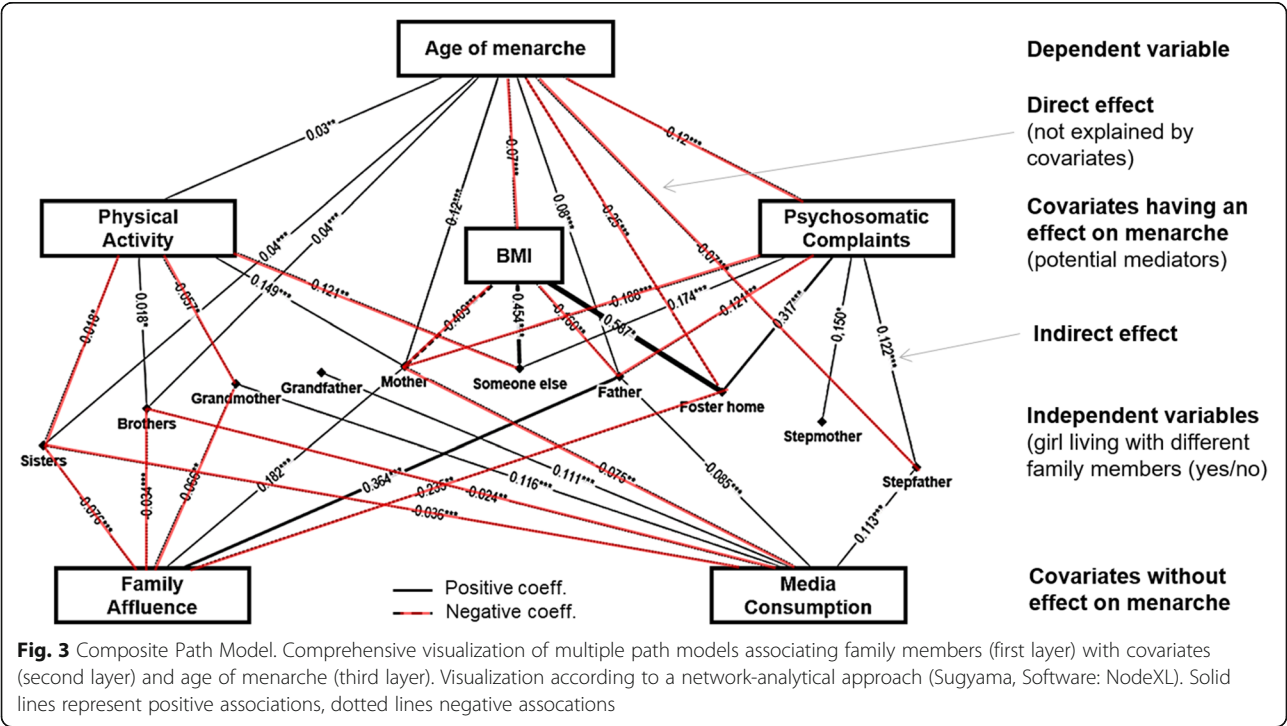 Age of menarche
Dependent variable
Direct effect
(not explained by
covariates)
0.03**
0.12***
-0.07***
0.08***
-0.25***
-0.12***
-0.07**
0.04***
0.04***
Physical
Activity
BMI
Psychosomatic
Complaints
Covariates having an
effect on menarche
(potential mediators)
-0.018*
0.018*
-0.057*
0.149***
-0.121**
-0.409***
0.454***
-0.160**
0.587*
-0.188***
0.174***
-0.121**
0.317***
0.150*
0.122***
Indirect effect
Sisters
Brothers
Grandmother
Grandfather
Mother
Someone else
Father
Foster home
Stepmother
Stepfather
Independent variables
(girl living with different
family members (yes/no)
-0.076***
-0.034***
-0.066**
0.182***
0.364***
-0.235**
-0.024**
-0.036***
0.116***
0.111***
-0.075**
-0.085***
0.113***
Family
Affluence
Positive coeff.
Negative coeff.
Media
Consumption
Covariates without
effect on menarche
Fig. 3 Composite Path Model. Comprehensive visualization of multiple path models associating family members (first layer) with covariates
(second layer) and age of menarche (third layer). Visualization according to a network-analytical approach (Sugyama, Software: NodeXL). Solid
lines represent positive associations, dotted lines negative assocations